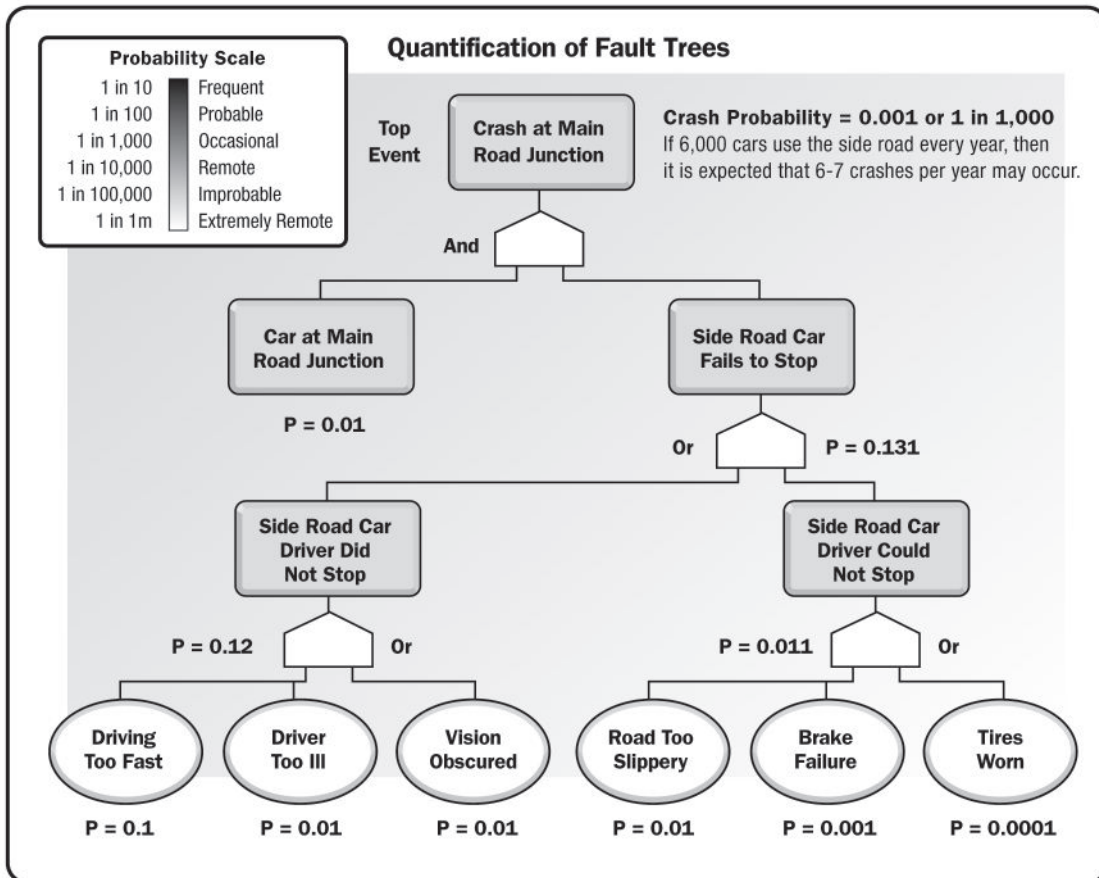 Quantification of Fault Trees
Probability Scale
1 in 10 Frequent
1 in 100 Probable
1 in 1,000 Occasional
1 in 10,000 Remote
1 in 100,000 Improbable
1 in 1m Extremely Remote
Top
Event
Crash at Main
Road Junction
Crash Probability = 0.001 or 1 in 1,000
If 6,000 cars use the side road every year, then
it is expected that 6-7 crashes per year may occur.
And
Car at Main
Road Junction
P = 0.01
Side Road Car
Fails to Stop
Or
P = 0.131
Side Road Car
Driver Did
Not Stop
Side Road Car
Driver Could
Not Stop
P = 0.12
Or
P = 0.011
Or
Driving
Too Fast
Driver
Too Ill
Vision
Obscured
Road Too
Slippery
Brake
Failure
Tires
Worn
P = 0.1
P = 0.01
P = 0.01
P = 0.01
P = 0.001
P = 0.0001